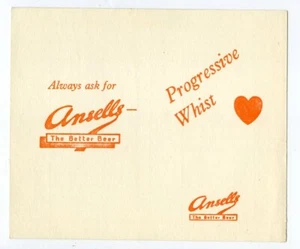 Always ask for
Ansells—
The Better Beer
Progressive
Whist
Ansells
The Better Beer